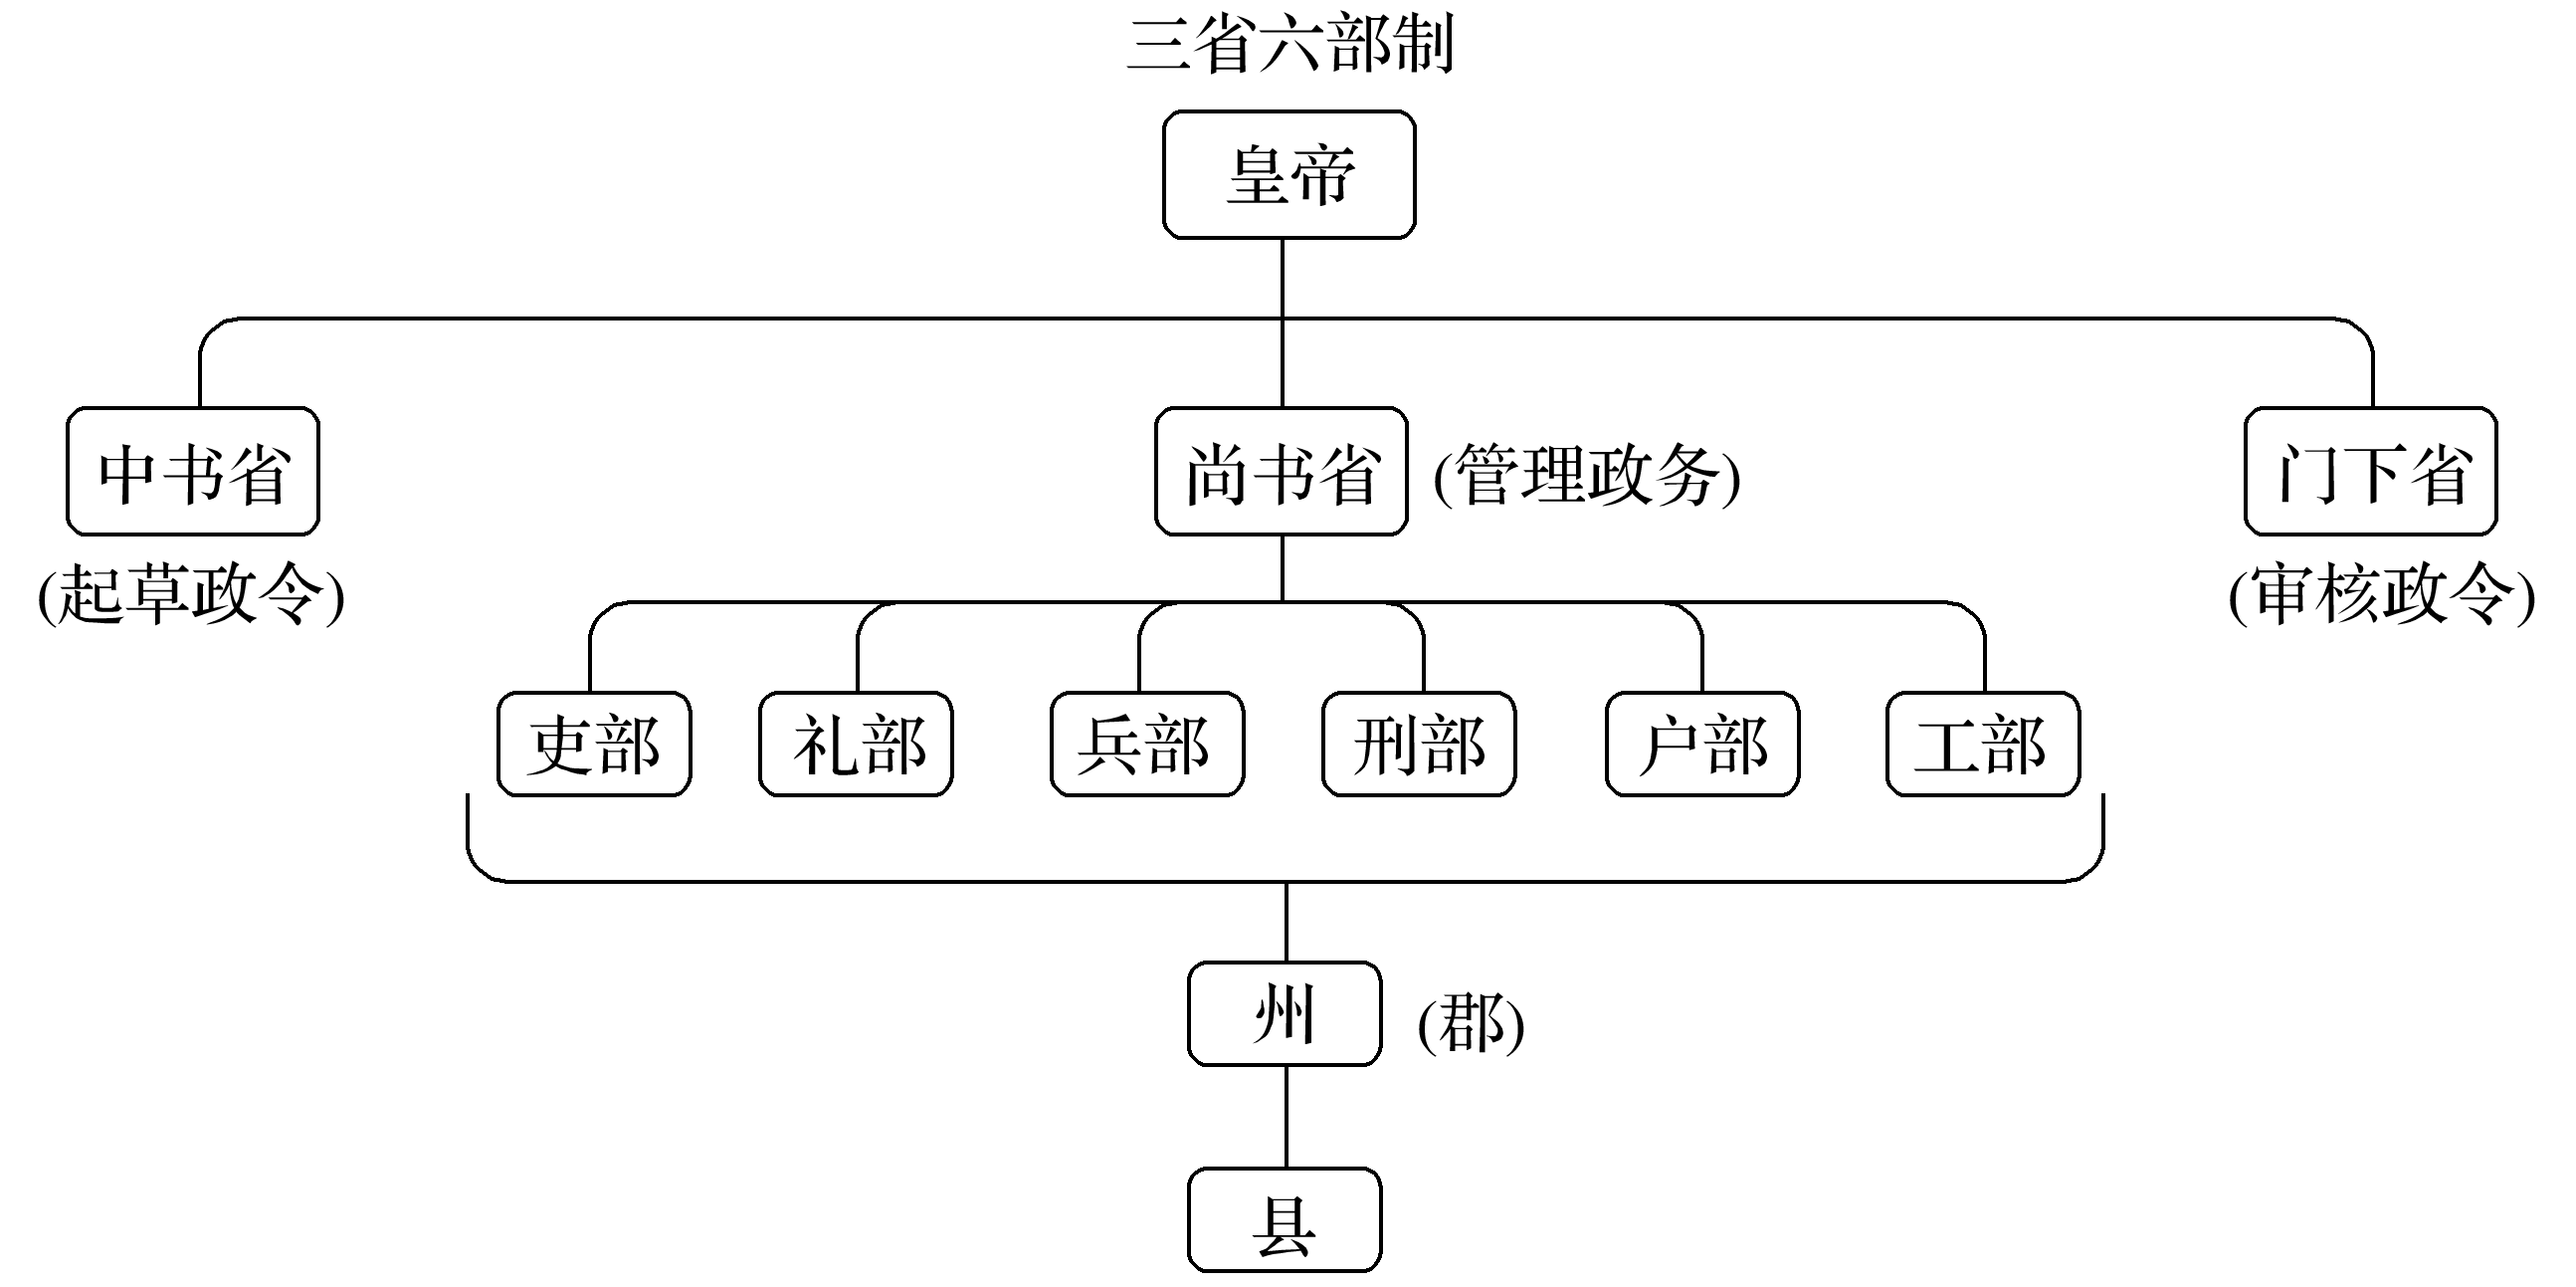 三省六部制
皇帝
中书省
尚书省
(管理政务)
门下省
(起草政令)
(审核政令)
吏部
礼部
兵部
刑部
户部
工部
州
(郡)
县